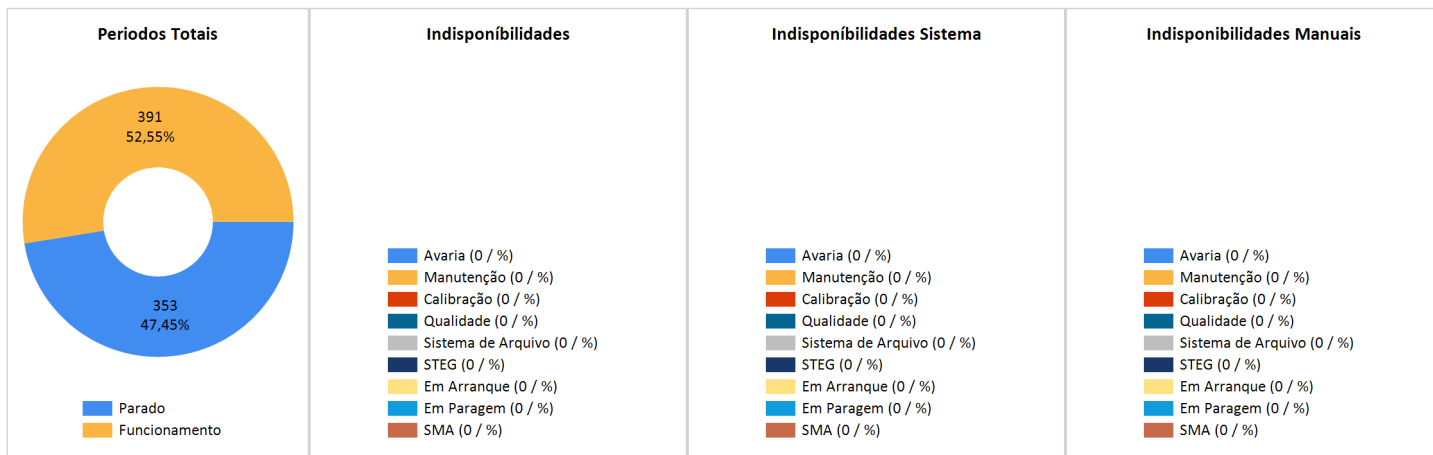 Periodos Totais
391
52,55%
353
47,45%
Parado
Funcionamento
Indisponíbilidades
Avaria (0 / %)
Manutenção (0 / %)
Calibração (0 / %)
Qualidade (0 / %)
Sistema de Arquivo (0 / %)
STEG (0 / %)
Em Arranque (0 / %)
Em Paragem (0 / %)
SMA (0 / %)
Indisponíbilidades Sistema
Avaria (0 / %)
Manutenção (0 / %)
Calibração (0 / %)
Qualidade (0 / %)
Sistema de Arquivo (0 / %)
STEG (0 / %)
Em Arranque (0 / %)
Em Paragem (0 / %)
SMA (0 / %)
Indisponibilidades Manuais
Avaria (0 / %)
Manutenção (0 / %)
Calibração (0 / %)
Qualidade (0 / %)
Sistema de Arquivo (0 / %)
STEG (0 / %)
Em Arranque (0 / %)
Em Paragem (0 / %)
SMA (0 / %)